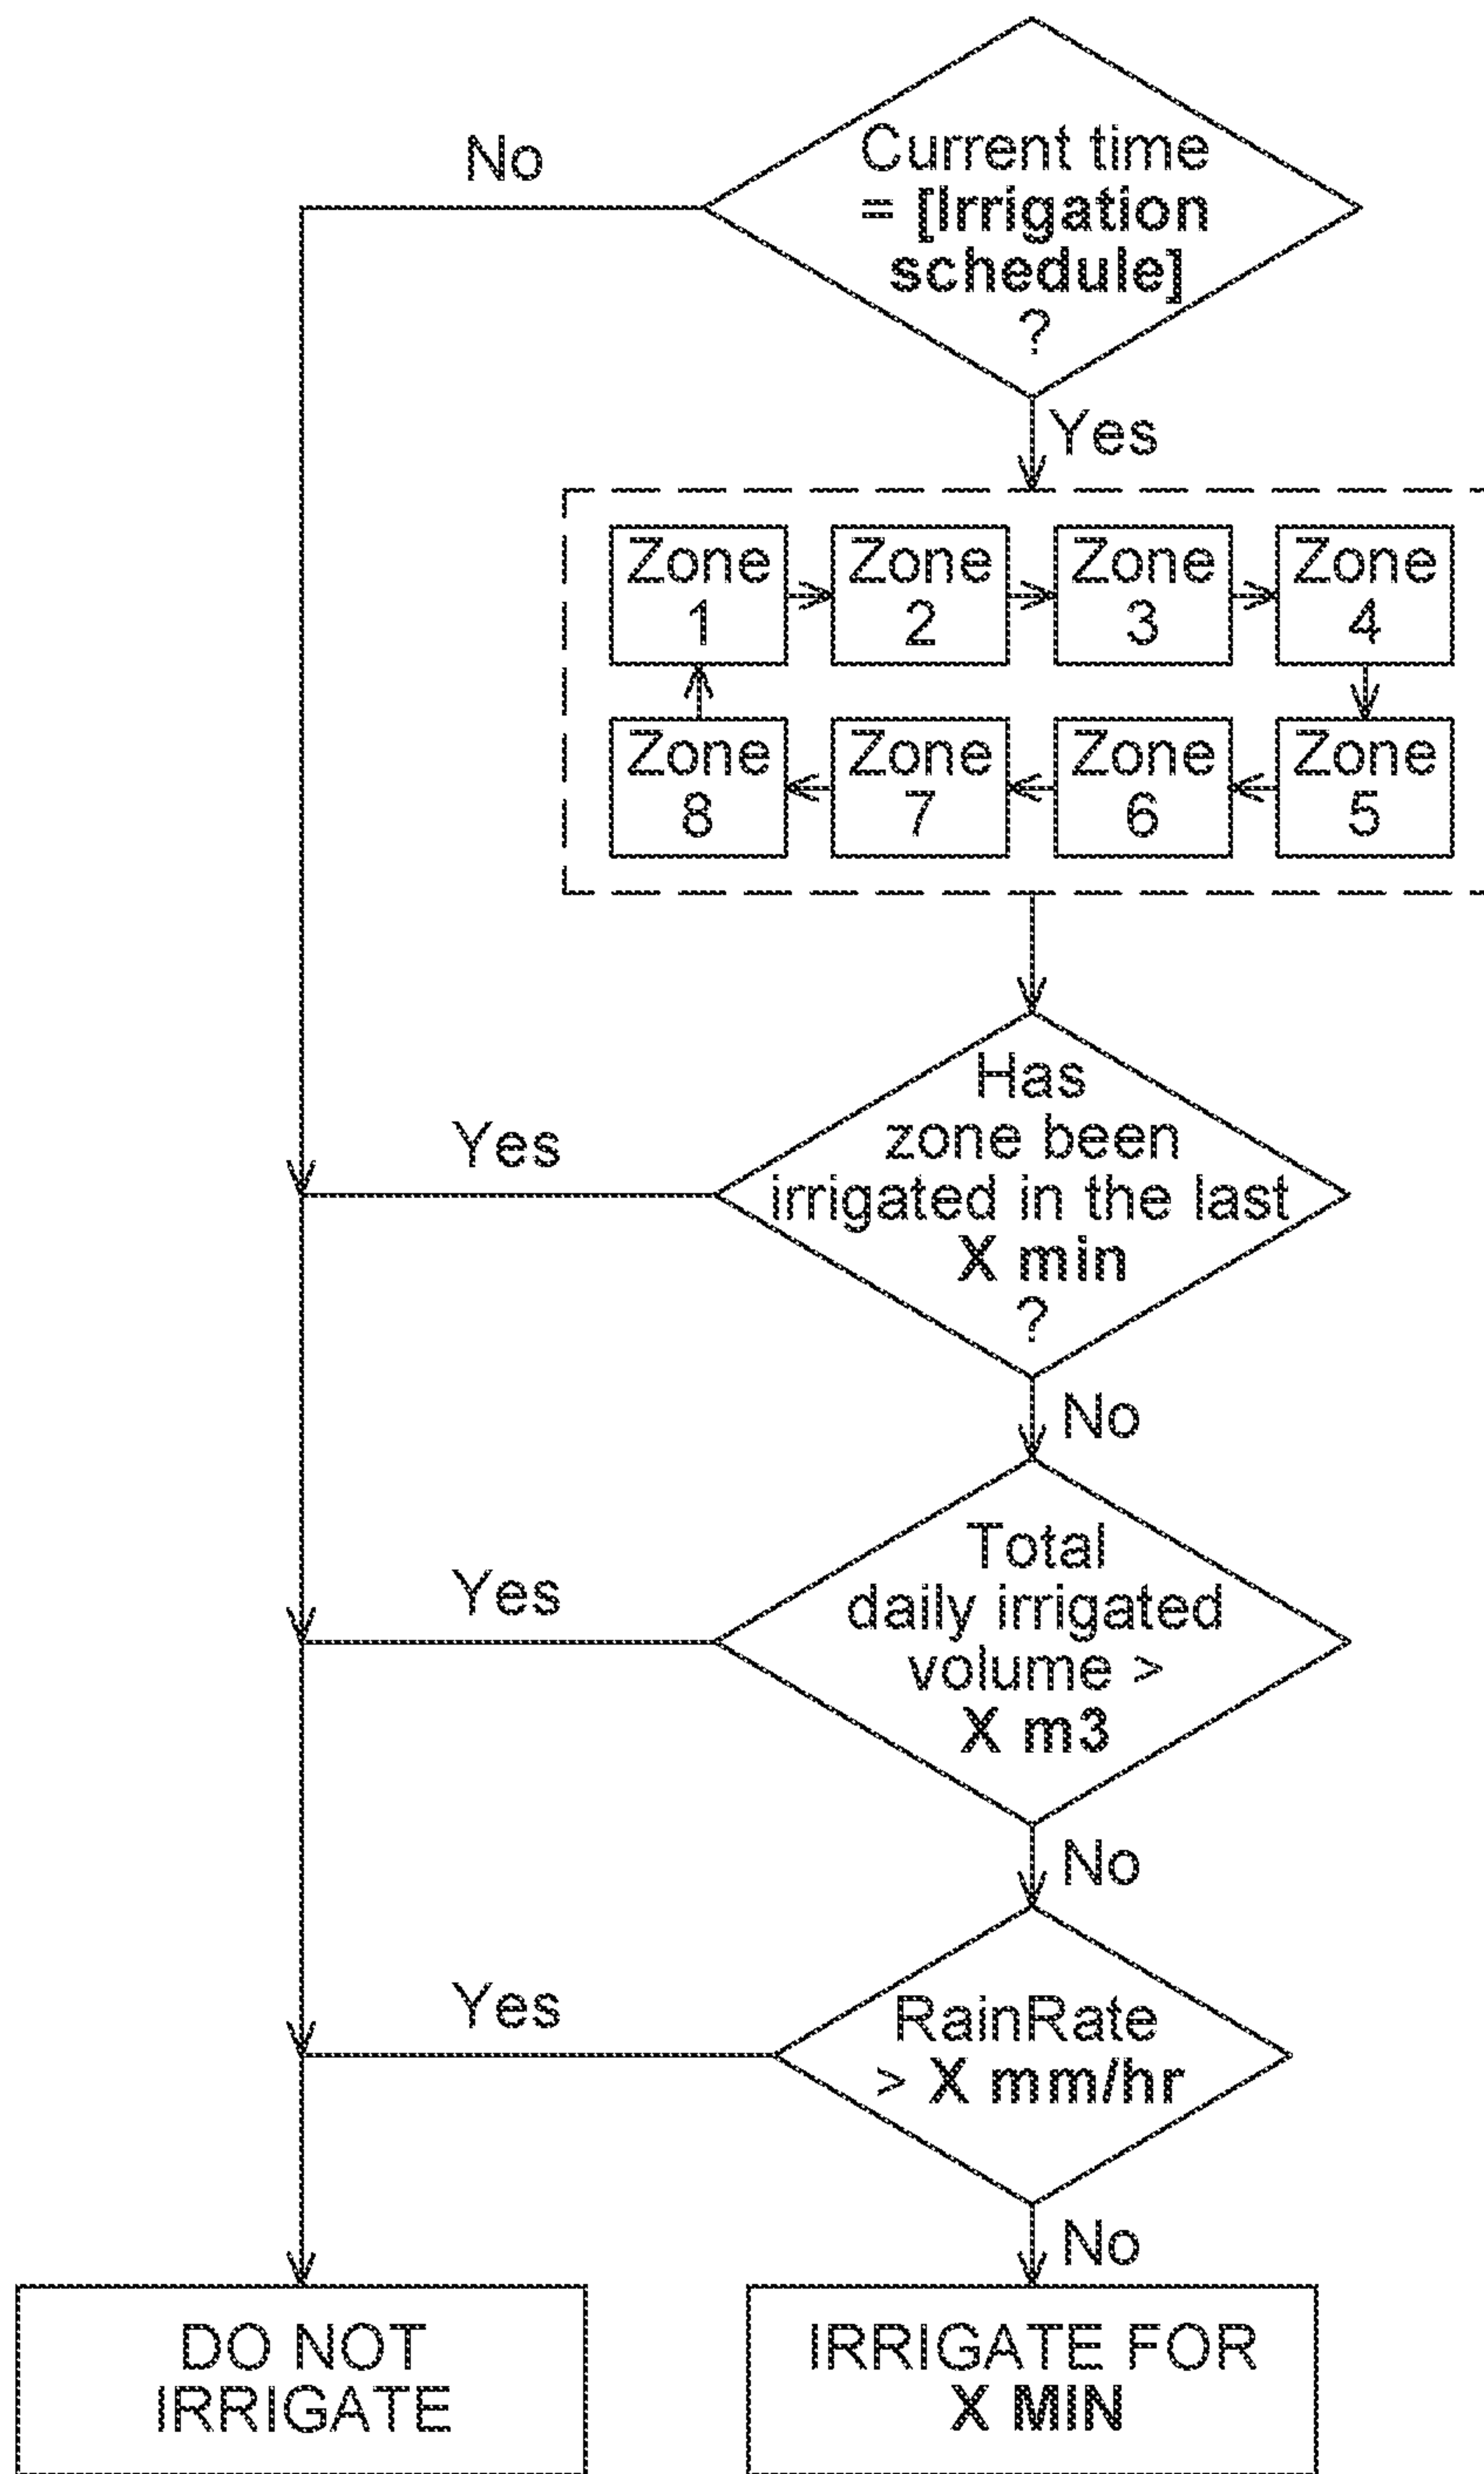 No
Current time
= [Irrigation
schedule]
?
Yes
Zone
1
Zone
2
Zone
3
Zone
4
Zone
8
Zone
7
Zone
6
Zone
5
Yes
Has
zone been
irrigated in the last
X min
?
No
Yes
Total
daily irrigated
volume >
X m3
No
Yes
RainRate
> X mm/hr
No
DO NOT
IRRIGATE
IRRIGATE FOR
X MIN